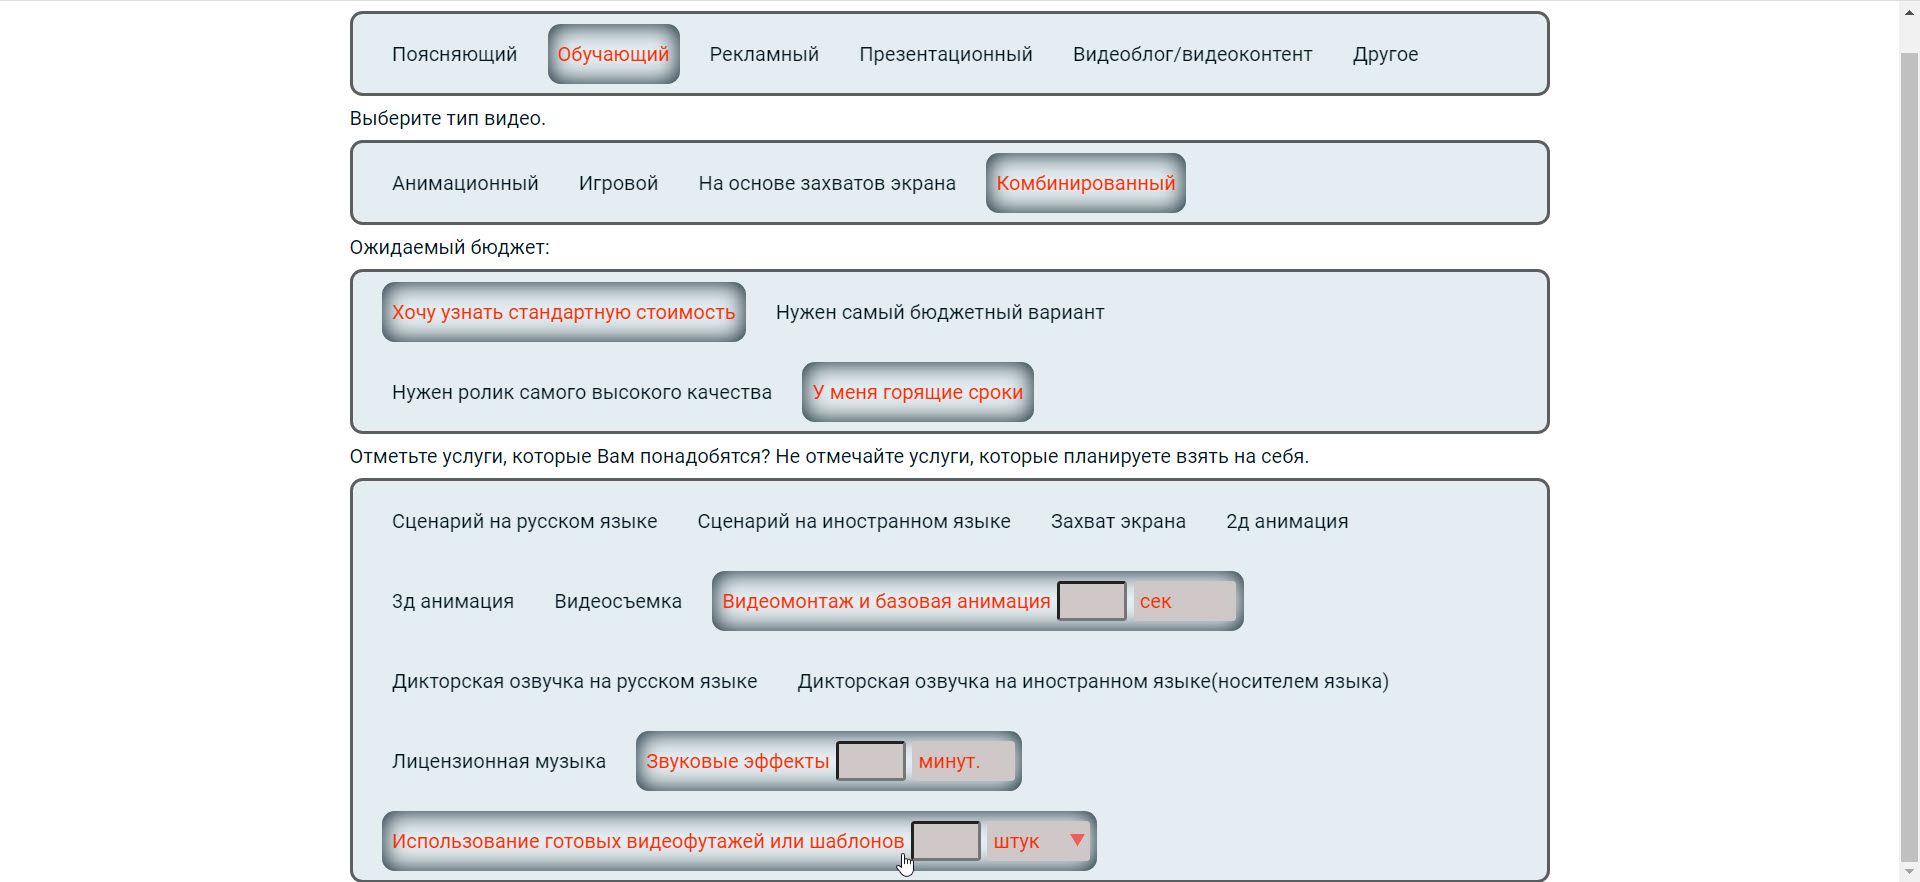 Поясняющий Обучающий Рекламный Презентационный Видеоблог/видеоконтент Другое
Выберите тип видео.
Анимационный Игровой На основе захватов экрана Комбинированный
Ожидаемый бюджет:
Хочу узнать стандартную стоимость Нужен самый бюджетный вариант
Нужен ролик самого высокого качества У меня горящие сроки
Отметьте услуги, которые Вам понадобятся? Не отмечайте услуги, которые планируете взять на себя.
Сценарий на русском языке Сценарий на иностранном языке Захват экрана 2д анимация
3д анимация Видеосъемка Видеомонтаж и базовая анимация сек
Дикторская озвучка на русском языке Дикторская озвучка на иностранном языке(носителем языка)
Лицензионная музыка Звуковые эффекты минут.
Использование готовых видеофутажей или шаблонов штук